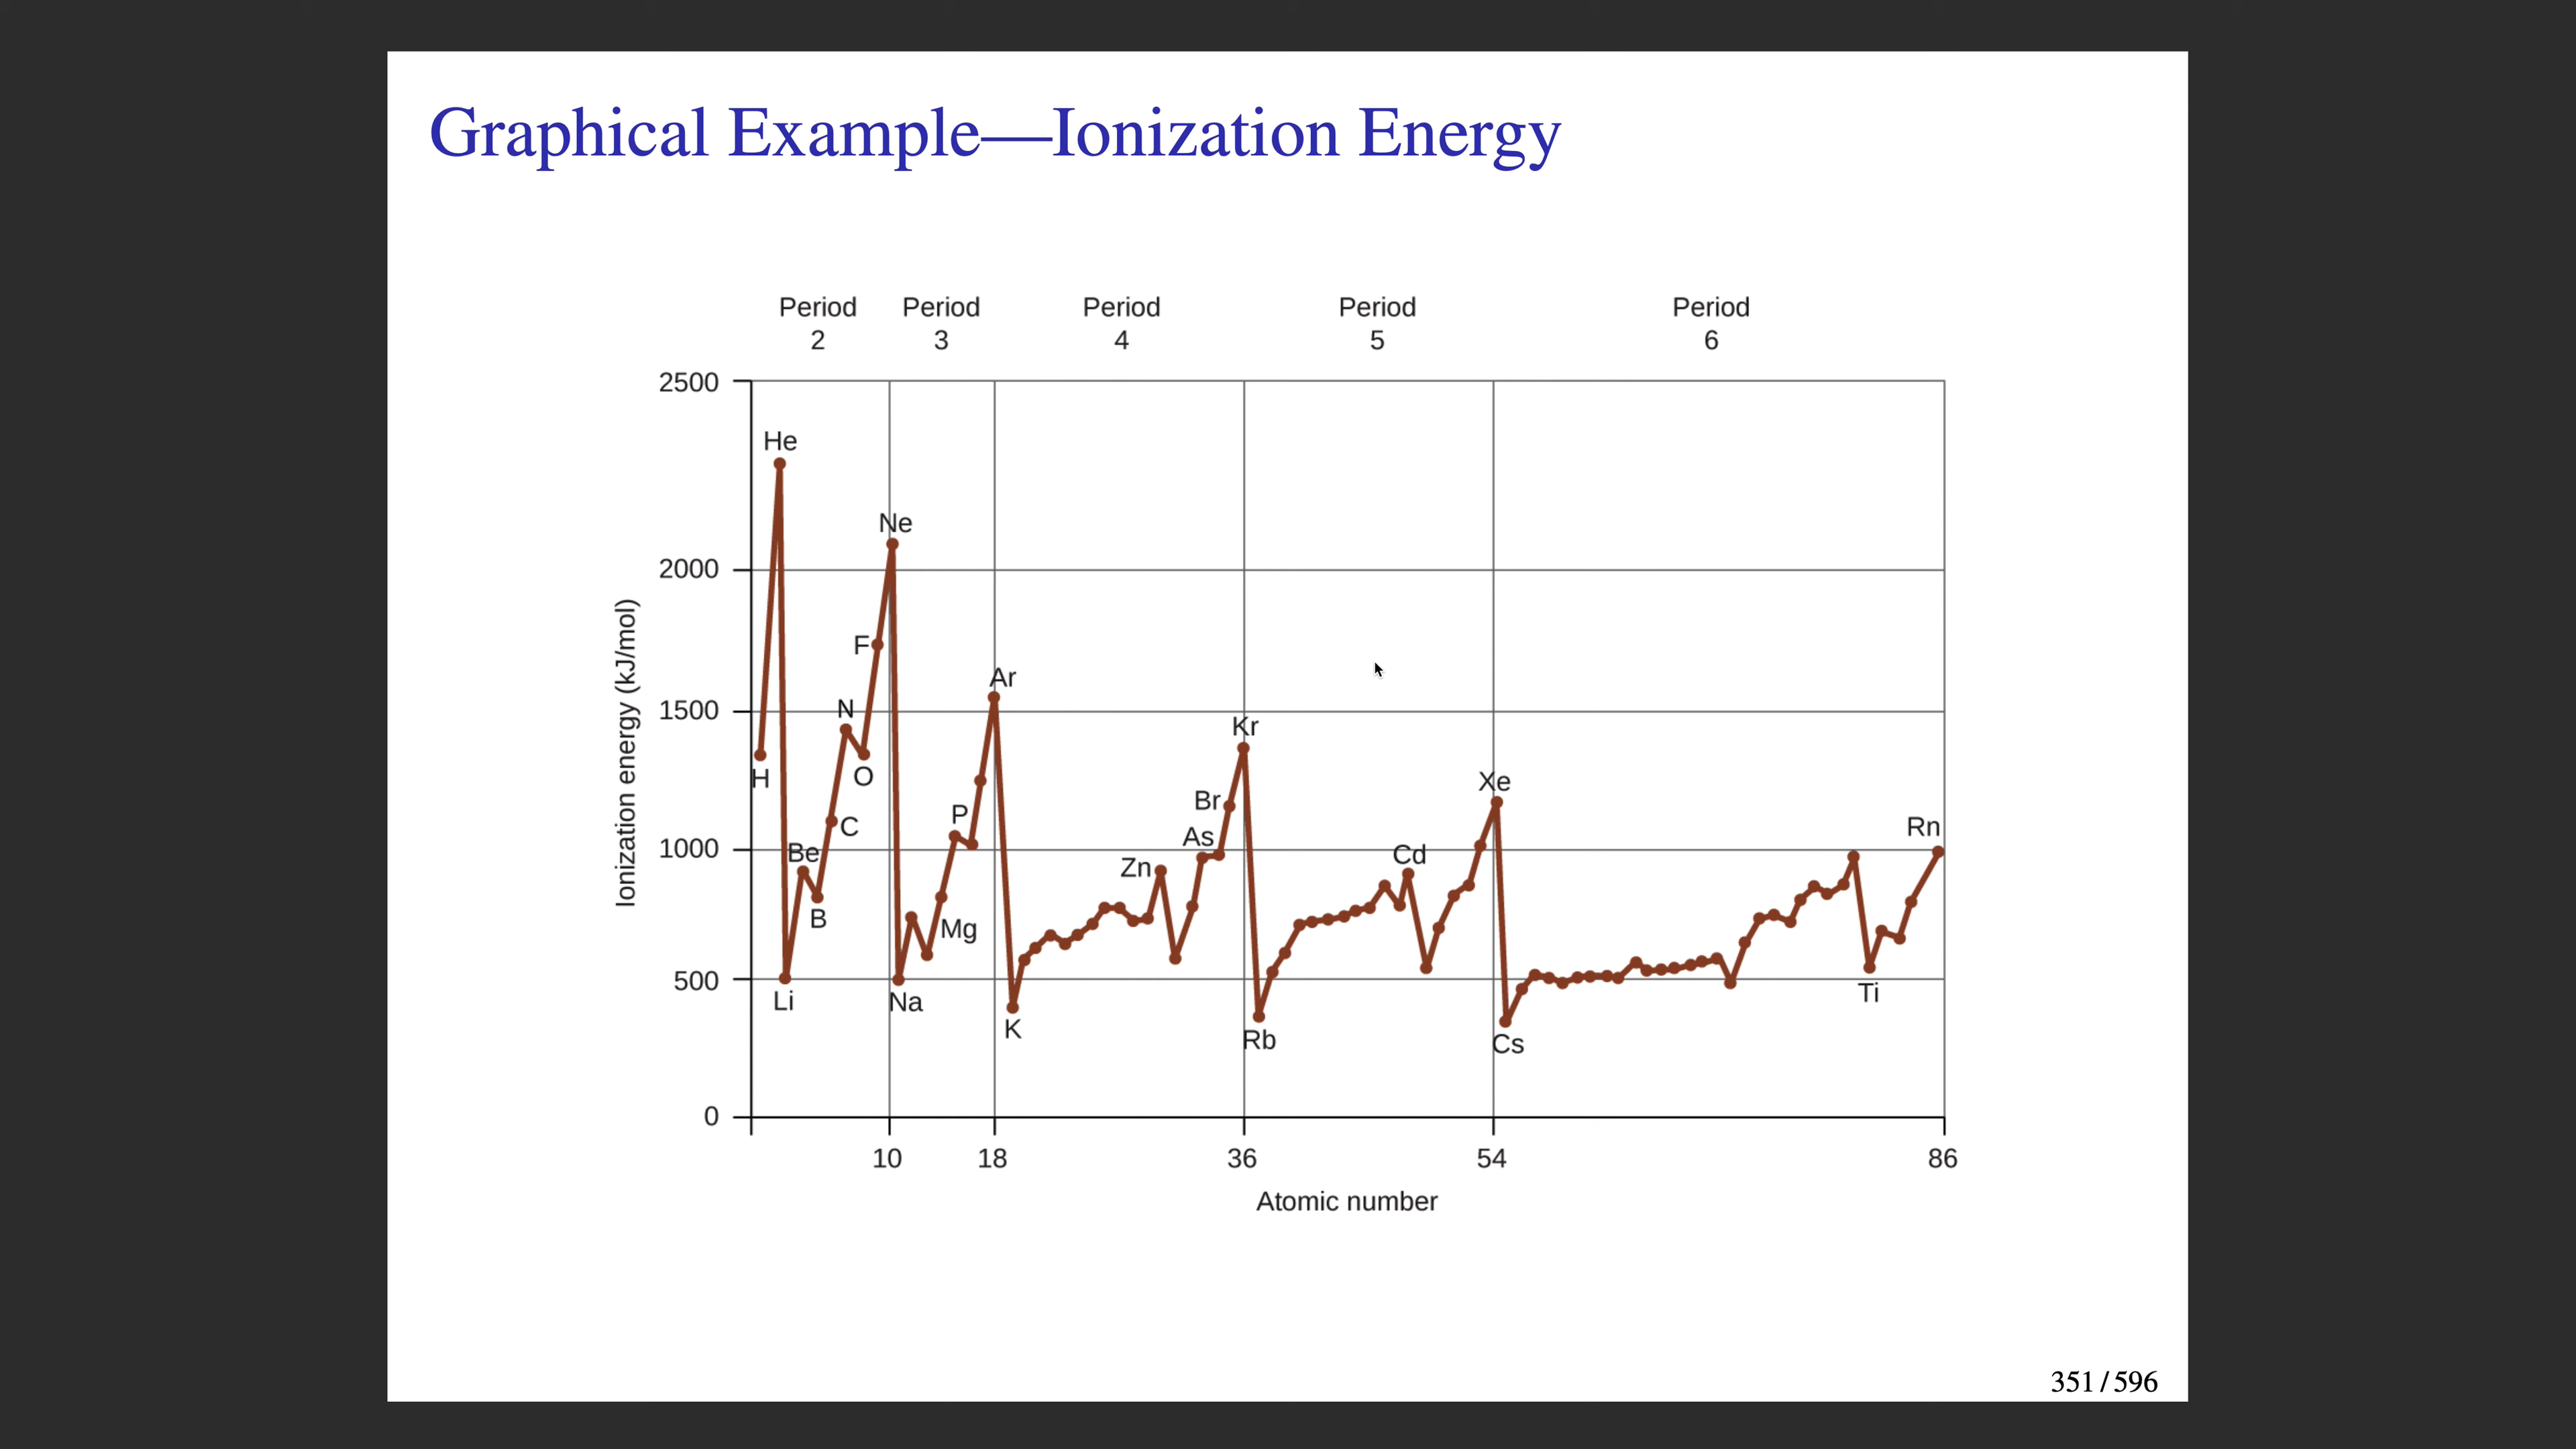 Graphical Example—Ionization Energy
Period Period Period Period Period
2 3 4 5 6
2500
He
Ne
2000
F
Ar
N
1500
Kr
H
O
Xe
Br
P
C
As
Rn
1000
Be
Cd
Zn
B
Mg
500
Li
Na
Ti
K
Rb
Cs
0
Ionization energy (kJ/mol)
10 18 36 54 86
Atomic number
351 / 596